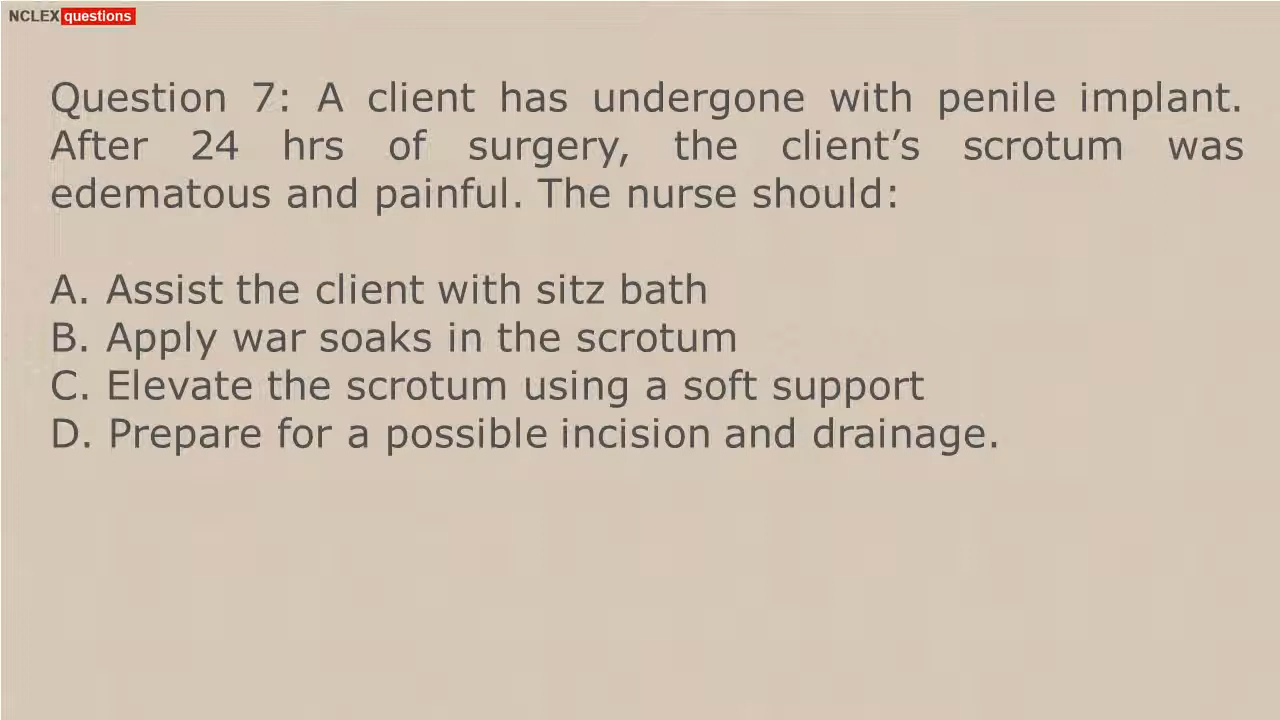 NCLEX questions
Question 7: A client has undergone with penile implant.
After 24 hrs of surgery, the client’s scrotum was
edematous and painful. The nurse should:
A. Assist the client with sitz bath
B. Apply war soaks in the scrotum
C. Elevate the scrotum using a soft support
D. Prepare for a possible incision and drainage.